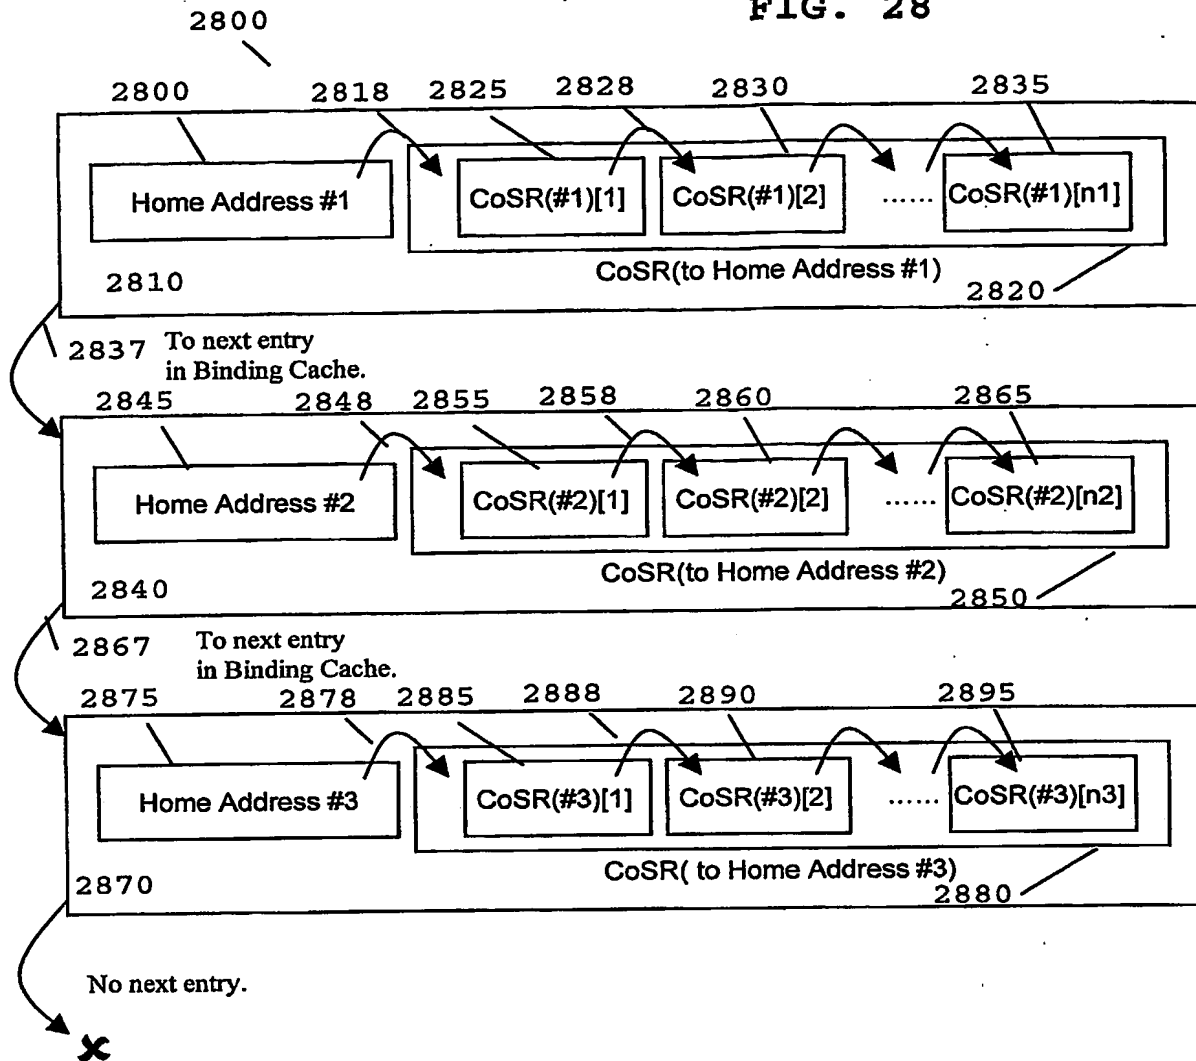 FIG. 28
2800
2800 2818 2825 2828 2830 2835
Home Address #1 CoSR(#1)[1] CoSR(#1)[2] ...... CoSR(#1)[n1]
CoSR(to Home Address #1)
2810 2820
2837 To next entry
in Binding Cache.
2845 2848 2855 2858 2860 2865
Home Address #2 CoSR(#2)[1] CoSR(#2)[2] ...... CoSR(#2)[n2]
CoSR(to Home Address #2)
2840 2850
2867 To next entry
in Binding Cache.
2875 2878 2885 2888 2890 2895
Home Address #3 CoSR(#3)[1] CoSR(#3)[2] ...... CoSR(#3)[n3]
CoSR( to Home Address #3)
2870 2880
No next entry.
x